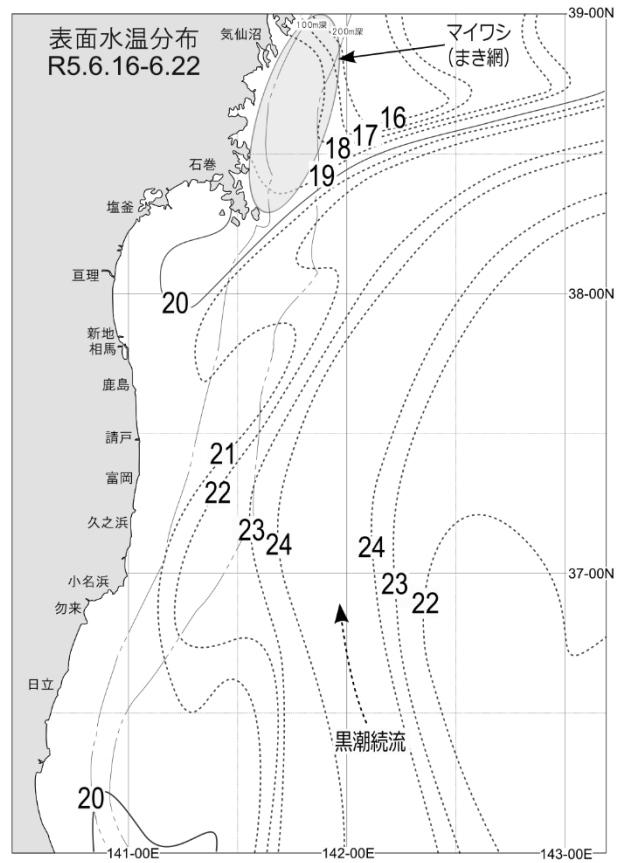 表面水温分布
R5.6.16-6.22
気仙沼
100m深
200m深
マイワシ
(まき網)
39-00N
16
17
18
19
石巻
塩釜
亘理
20
38-00N
新地
相馬
鹿島
請戸
富岡
久之浜
小名浜
勿来
日立
21
22
23
24
24
23
22
37-00N
黒潮続流
20
141-00E
142-00E
143-00E